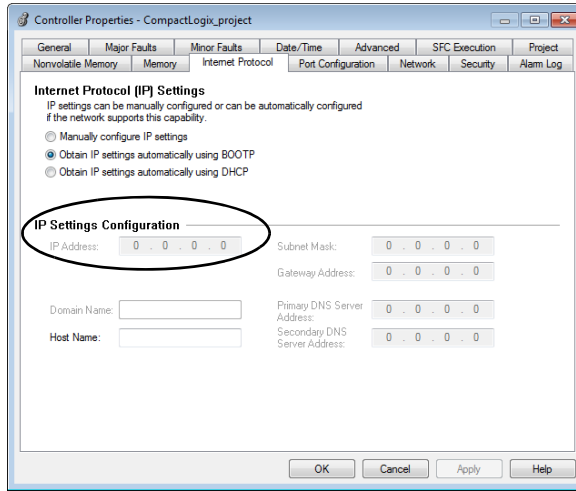 Controller Properties - CompactLogix_project
General Major Faults Minor Faults Date/Time Advanced SFC Execution Project
Nonvolatile Memory Memory Internet Protocol Port Configuration Network Security Alarm Log
Internet Protocol (IP) Settings
IP settings can be manually configured or can be automatically configured
if the network supports this capability.
Manually configure IP settings
Obtain IP settings automatically using BOOTP
Obtain IP settings automatically using DHCP
IP Settings Configuration
IP Address: 0 . 0 . 0 . 0 Subnet Mask: 0 . 0 . 0 . 0
Gateway Address: 0 . 0 . 0 . 0
Domain Name: Primary DNS Server
Address: 0 . 0 . 0 . 0
Host Name: Secondary DNS
Server Address: 0 . 0 . 0 . 0
OK Cancel Apply Help